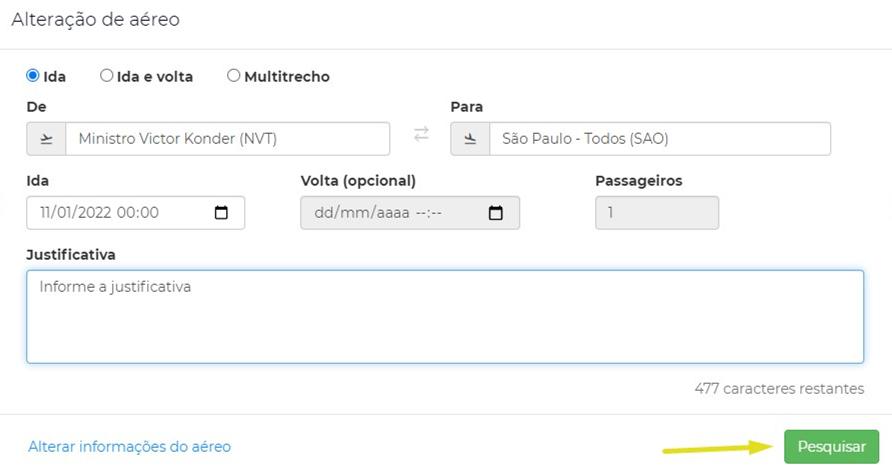 Alteração de aéreo
Ida Ida e volta Multitrecho
De Para
Ministro Victor Konder (NVT) São Paulo - Todos (SAO)
Ida Volta (opcional) Passageiros
11/01/2022 00:00 dd/mm/aaaa --:-- 1
Justificativa
Informe a justificativa
477 caracteres restantes
Alterar informações do aéreo Pesquisar